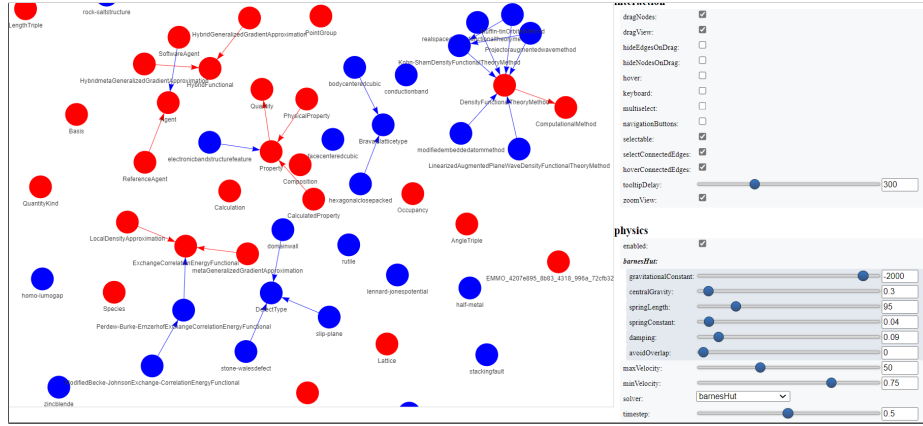 rock-saltstructure
LengthTriple
HybridGeneralizedGradientApproximation
PointGroup
SoftwareAgent
HybridmetaGeneralizedGradientApproximation
HybridFunctional
Agent
Basis
ReferenceAgent
QuantityKind
Quantity
PhysicalProperty
electronicbandstructurefeature
Property
facecenteredcubic
Composition
Calculation
CalculatedProperty
bodycenteredcubic
conductionband
Bravaislatticetype
hexagonalclosepacked
Occupancy
Projectoraugmentedwavemethod
Kohn-ShamDensityFunctionalTheoryMethod
DensityFunctionalTheoryMethod
ComputationalMethod
modifiedembeddedatommethod
LinearizedAugmentedPlaneWaveDensityFunctionalTheoryMethod
AngleTriple
LocalDensityApproximation
ExchangeCorrelationEnergyFunctional
metaGeneralizedGradientApproximation
domainwall
rutile
homo-lumogap
Species
Perdew-Burke-ErnzerhofExchangeCorrelationEnergyFunctional
DefectType
slip-plane
lennard-jonespotential
half-metal
stone-walesdefect
Lattice
stackingfault
zincblende
interaction
dragNodes:
dragView:
hideEdgesOnDrag:
hideNodesOnDrag:
hover:
keyboard:
multiselect:
navigationButtons:
selectable:
selectConnectedEdges:
hoverConnectedEdges:
tooltipDelay: 300
zoomView:
physics
enabled:
barnesHut:
gravitationalConstant: -2000
centralGravity: 0.3
springLength: 95
springConstant: 0.04
damping: 0.09
avoidOverlap: 0
maxVelocity: 50
minVelocity: 0.75
solver: barnesHut
timestep: 0.5